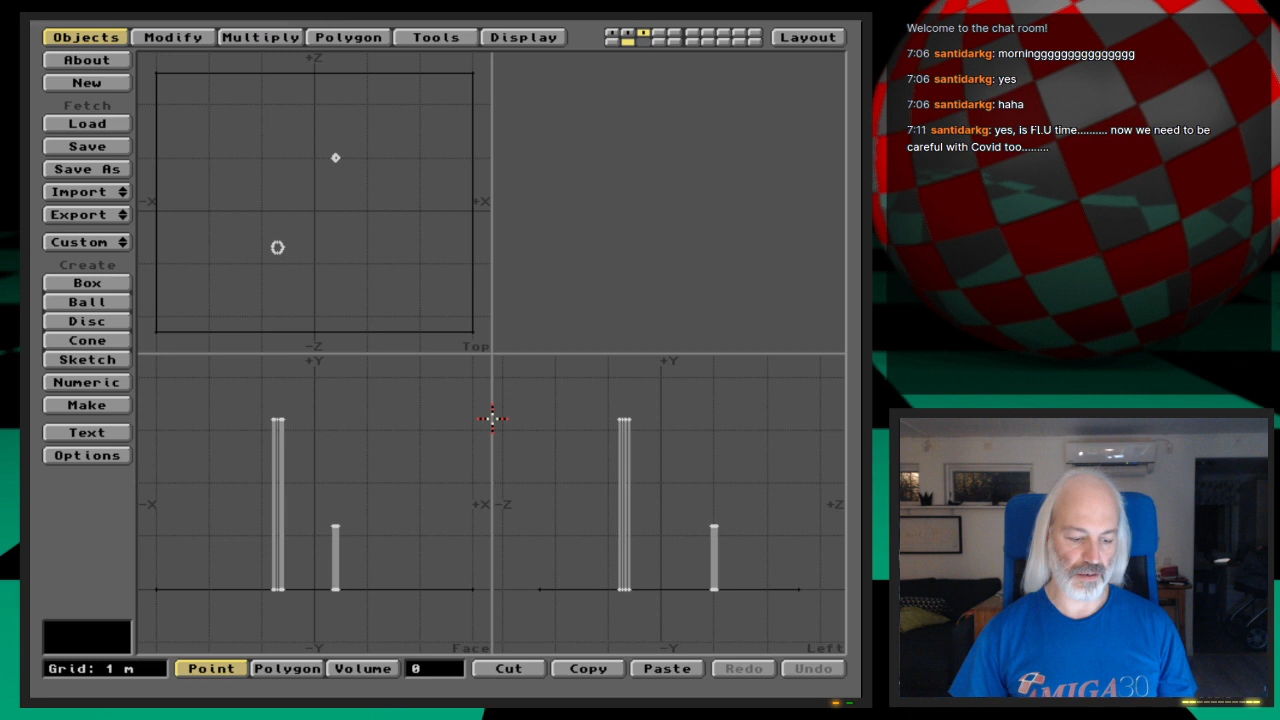 Objects Modify Multiply Polygon Tools Display Layout
About
New
Fetch
Load
Save
Save As
Import
Export
Custom
Create
Box
Ball
Disc
Cone
Sketch
Numeric
Make
Text
Options
+Z
-X
+X
-Z
Top
+Y
-X
+X
-Y
Face
+Y
-Z
+Z
-Y
Left
Grid: 1 m Point Polygon Volume 0 Cut Copy Paste Redo Undo
Welcome to the chat room!
7:06 santidarkg: morninggggggggggggggg
7:06 santidarkg: yes
7:06 santidarkg: haha
7:11 santidarkg: yes, is FLU time.......... now we need to be
careful with Covid too.........
AMIGA30